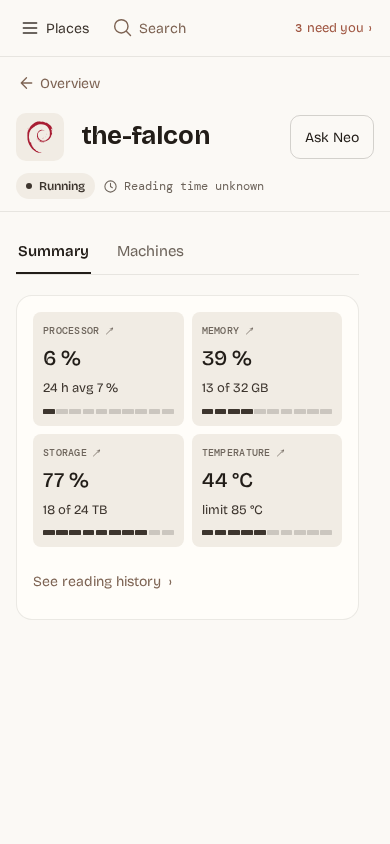 Places
Search
3 need you ›
← Overview
the-falcon
Ask Neo
Running
Reading time unknown
Summary
Machines
PROCESSOR ↗
6 %
24 h avg 7 %
MEMORY ↗
39 %
13 of 32 GB
STORAGE ↗
77 %
18 of 24 TB
TEMPERATURE ↗
44 °C
limit 85 °C
See reading history ›